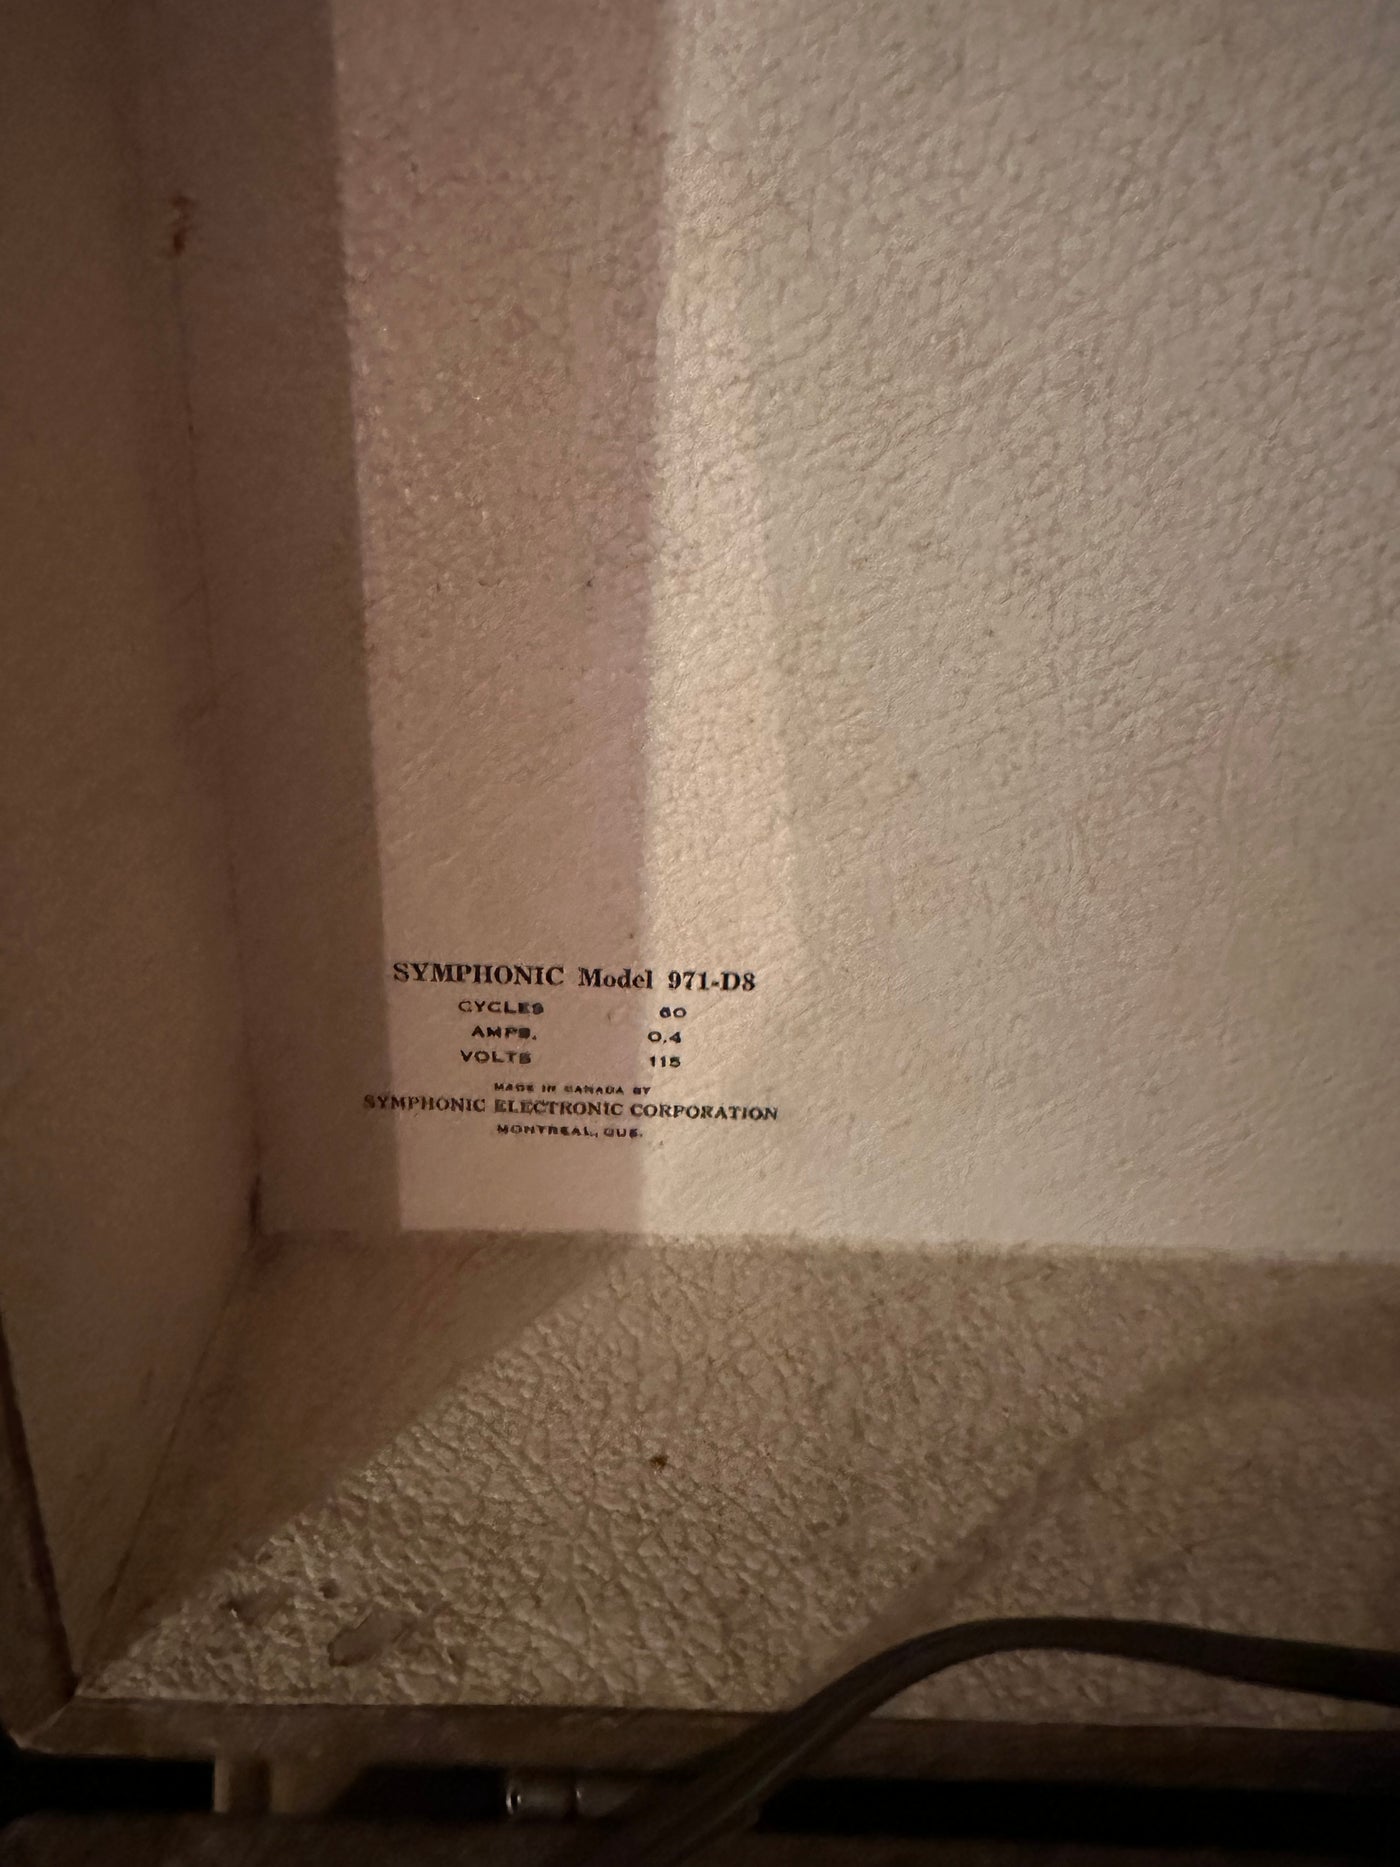 SYMPHONIC Model 971-D8
CYCLES 60
AMPS. 0.4
VOLTS 115
MADE IN CANADA BY
SYMPHONIC ELECTRONIC CORPORATION
MONTREAL, QUE.